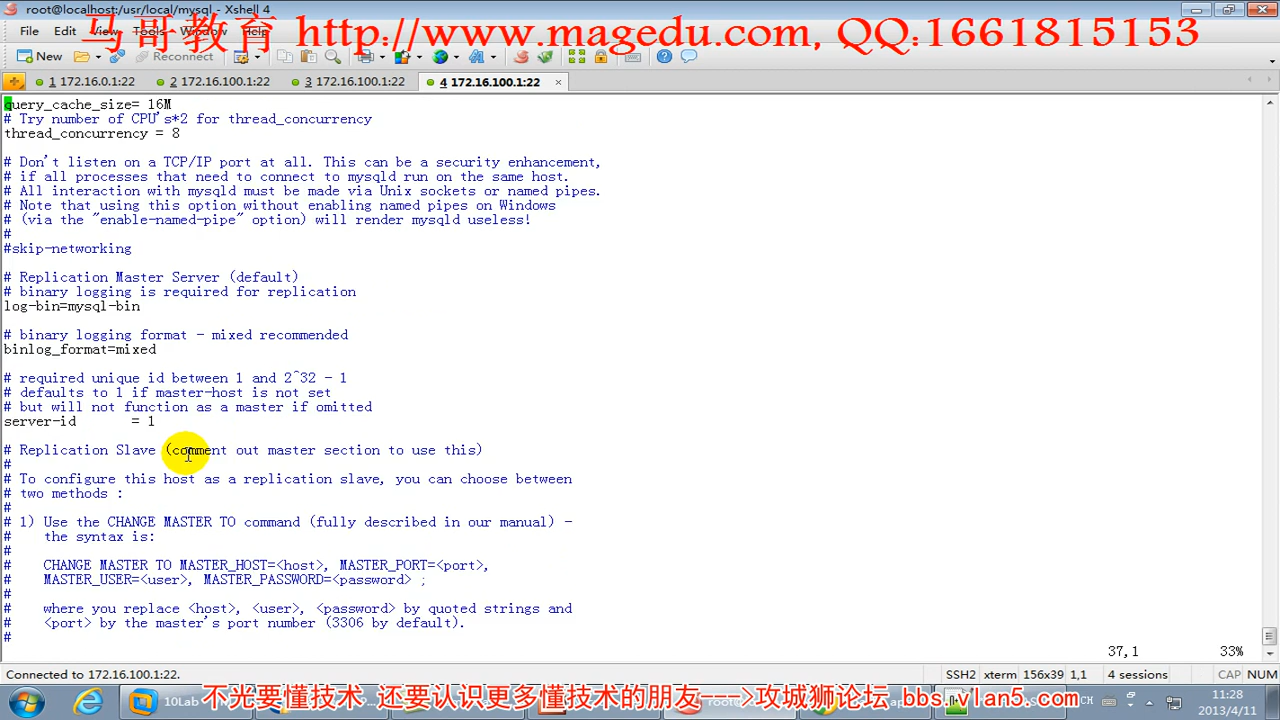 root@localhost:/usr/local/mysql - Xshell 4
马哥教育 http://www.magedu.com, QQ:1661815153
File Edit View Tools Window Help
New Reconnect
1 172.16.0.1:22 2 172.16.100.1:22 3 172.16.100.1:22 4 172.16.100.1:22
query_cache_size= 16M
# Try number of CPU's*2 for thread_concurrency
thread_concurrency = 8
# Don't listen on a TCP/IP port at all. This can be a security enhancement,
# if all processes that need to connect to mysqld run on the same host.
# All interaction with mysqld must be made via Unix sockets or named pipes.
# Note that using this option without enabling named pipes on Windows
# (via the "enable-named-pipe" option) will render mysqld useless!
#
#skip-networking
# Replication Master Server (default)
# binary logging is required for replication
log-bin=mysql-bin
# binary logging format - mixed recommended
binlog_format=mixed
# required unique id between 1 and 2^32 - 1
# defaults to 1 if master-host is not set
# but will not function as a master if omitted
server-id       = 1
# Replication Slave (comment out master section to use this)
#
# To configure this host as a replication slave, you can choose between
# two methods :
#
# 1) Use the CHANGE MASTER TO command (fully described in our manual) -
#    the syntax is:
#
#    CHANGE MASTER TO MASTER_HOST=<host>, MASTER_PORT=<port>,
#    MASTER_USER=<user>, MASTER_PASSWORD=<password> ;
#
#    where you replace <host>, <user>, <password> by quoted strings and
#    <port> by the master's port number (3306 by default).
#
37,1 33%
Connected to 172.16.100.1:22. SSH2 xterm 156x39 1,1 4 sessions CAP NUM
10Lab
root@
CH
不光要懂技术 还要认识更多懂技术的朋友--->攻城狮论坛 bbs.vlan5.com
11:28
2013/4/11